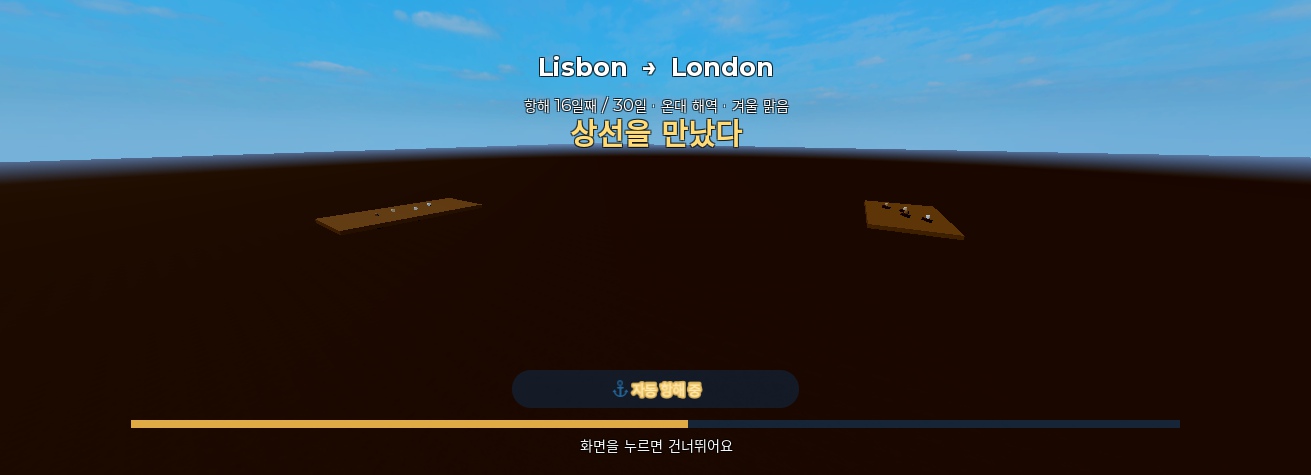 Lisbon → London
항해 16일째 / 30일 · 온대 해역 · 겨울 맑음
상선을 만났다
⚓ 자동 항해 중
화면을 누르면 건너뛰어요